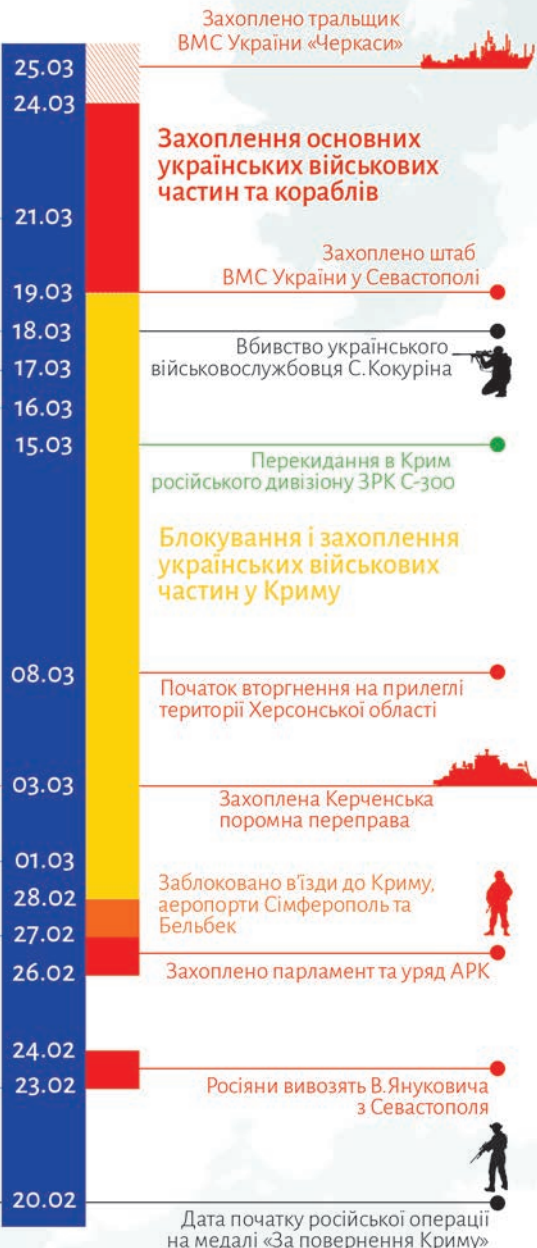 Захоплено тральщик
ВМС України «Черкаси»
25.03
24.03
Захоплення основних
українських військових
частин та кораблів
21.03
Захоплено штаб
ВМС України у Севастополі
19.03
18.03
Вбивство українського
військовослужбовця С.Кокуріна
17.03
16.03
15.03
Перекидання в Крим
російського дивізіону ЗРК С-300
Блокування і захоплення
українських військових
частин у Криму
08.03
Початок вторгнення на прилеглі
території Херсонської області
03.03
Захоплена Керченська
поромна переправа
01.03
28.02
Заблоковано в'їзди до Криму,
аеропорти Сімферополь та
Бельбек
27.02
26.02
Захоплено парламент та уряд АРК
24.02
23.02
Росіяни вивозять В.Януковича
з Севастополя
20.02
Дата початку російської операції
на медалі «За повернення Криму»